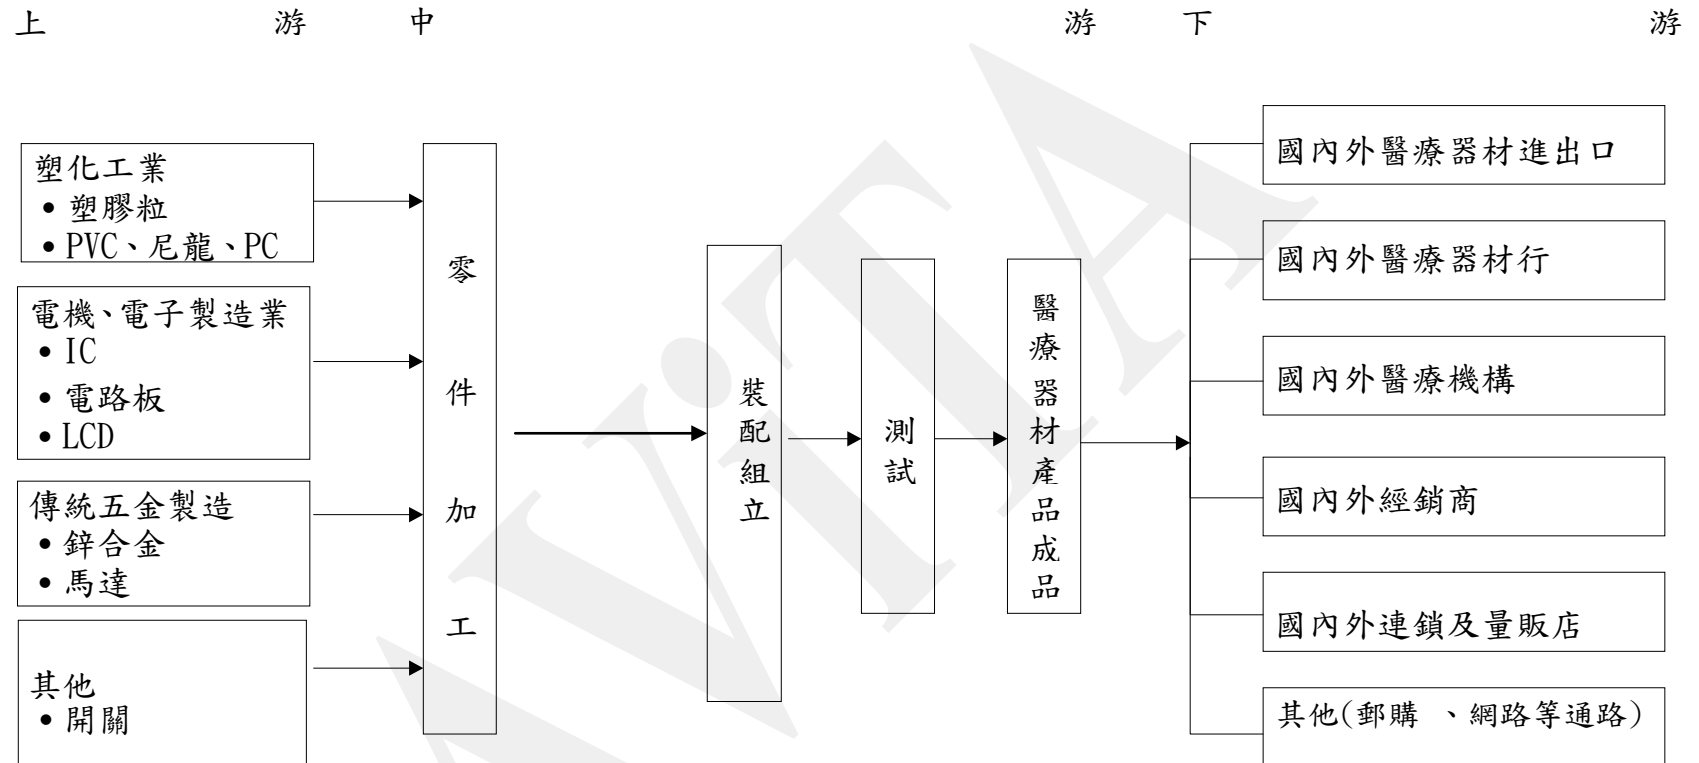 上游 中游 下游
塑化工業
• 塑膠粒
• PVC、尼龍、PC
電機、電子製造業
• IC
• 電路板
• LCD
傳統五金製造
• 鋅合金
• 馬達
其他
• 開關
零件加工
裝配組立
測試
醫療器材產品成品
國內外醫療器材進出口
國內外醫療器材行
國內外醫療機構
國內外經銷商
國內外連鎖及量販店
其他(郵購 、網路等通路)
AViTA